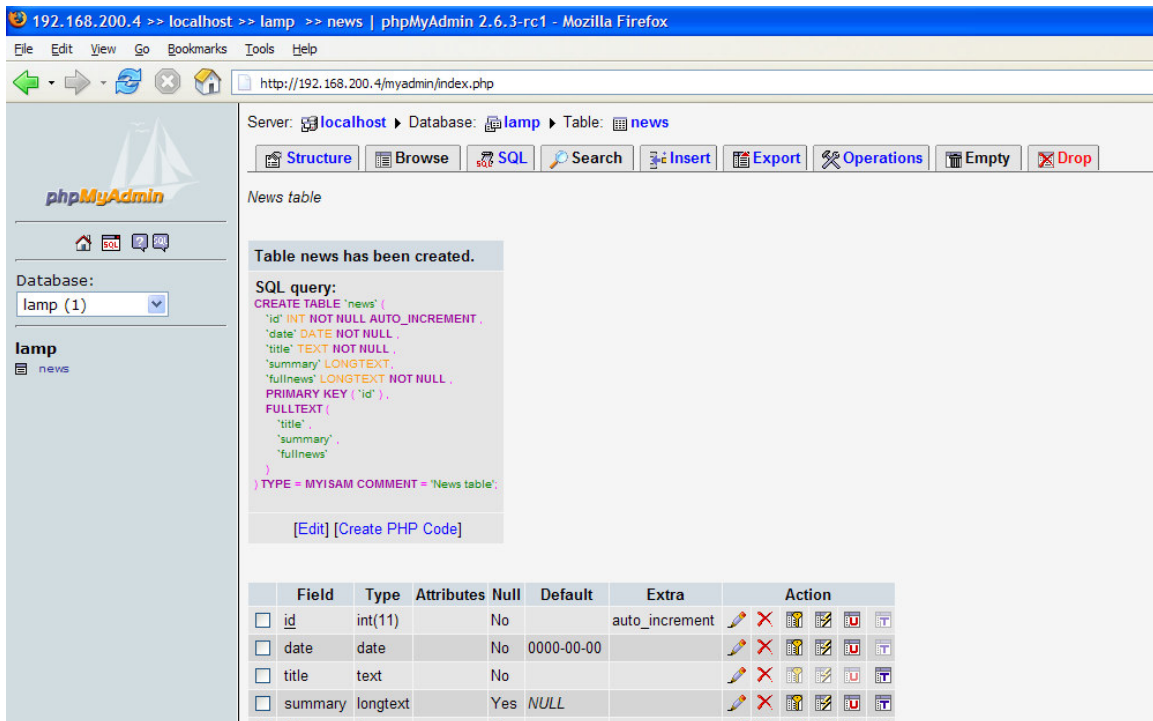 192.168.200.4 >> localhost >> lamp >> news | phpMyAdmin 2.6.3-rc1 - Mozilla Firefox
File Edit View Go Bookmarks Tools Help
http://192.168.200.4/myadmin/index.php
Server: localhost Database: lamp Table: news
Structure Browse SQL Search Insert Export Operations Empty Drop
phpMyAdmin
News table
SQL ? SQL
Table news has been created.
Database:
lamp (1)
SQL query:
CREATE TABLE `news` (
`id` INT NOT NULL AUTO_INCREMENT ,
`date` DATE NOT NULL ,
`title` TEXT NOT NULL ,
`summary` LONGTEXT,
`fullnews` LONGTEXT NOT NULL ,
PRIMARY KEY ( `id` ) ,
FULLTEXT (
`title` ,
`summary` ,
`fullnews`
)
) TYPE = MYISAM COMMENT = 'News table';
lamp
news
[Edit] [Create PHP Code]
Field Type Attributes Null Default Extra Action
id int(11) No auto_increment
date date No 0000-00-00
title text No
summary longtext Yes NULL